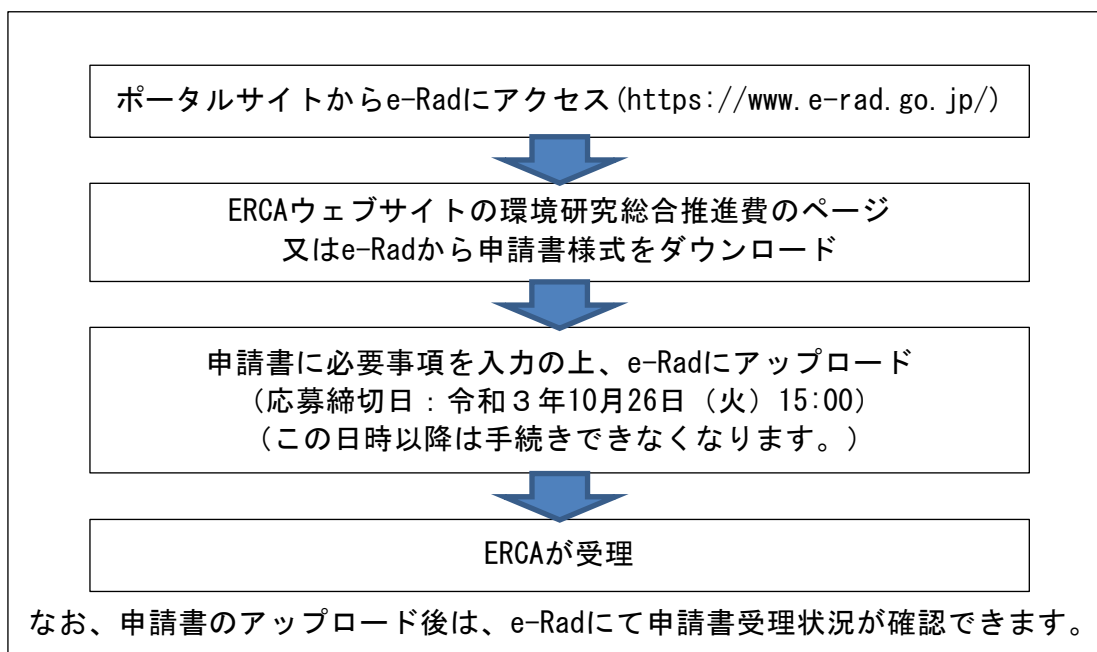 ポータルサイトからe-Radにアクセス(https://www.e-rad.go.jp/)
ERCAウェブサイトの環境研究総合推進費のページ
又はe-Radから申請書様式をダウンロード
申請書に必要事項を入力の上、e-Radにアップロード
（応募締切日：令和３年10月26日（火）15:00）
（この日時以降は手続きできなくなります。）
ERCAが受理
なお、申請書のアップロード後は、e-Radにて申請書受理状況が確認できます。